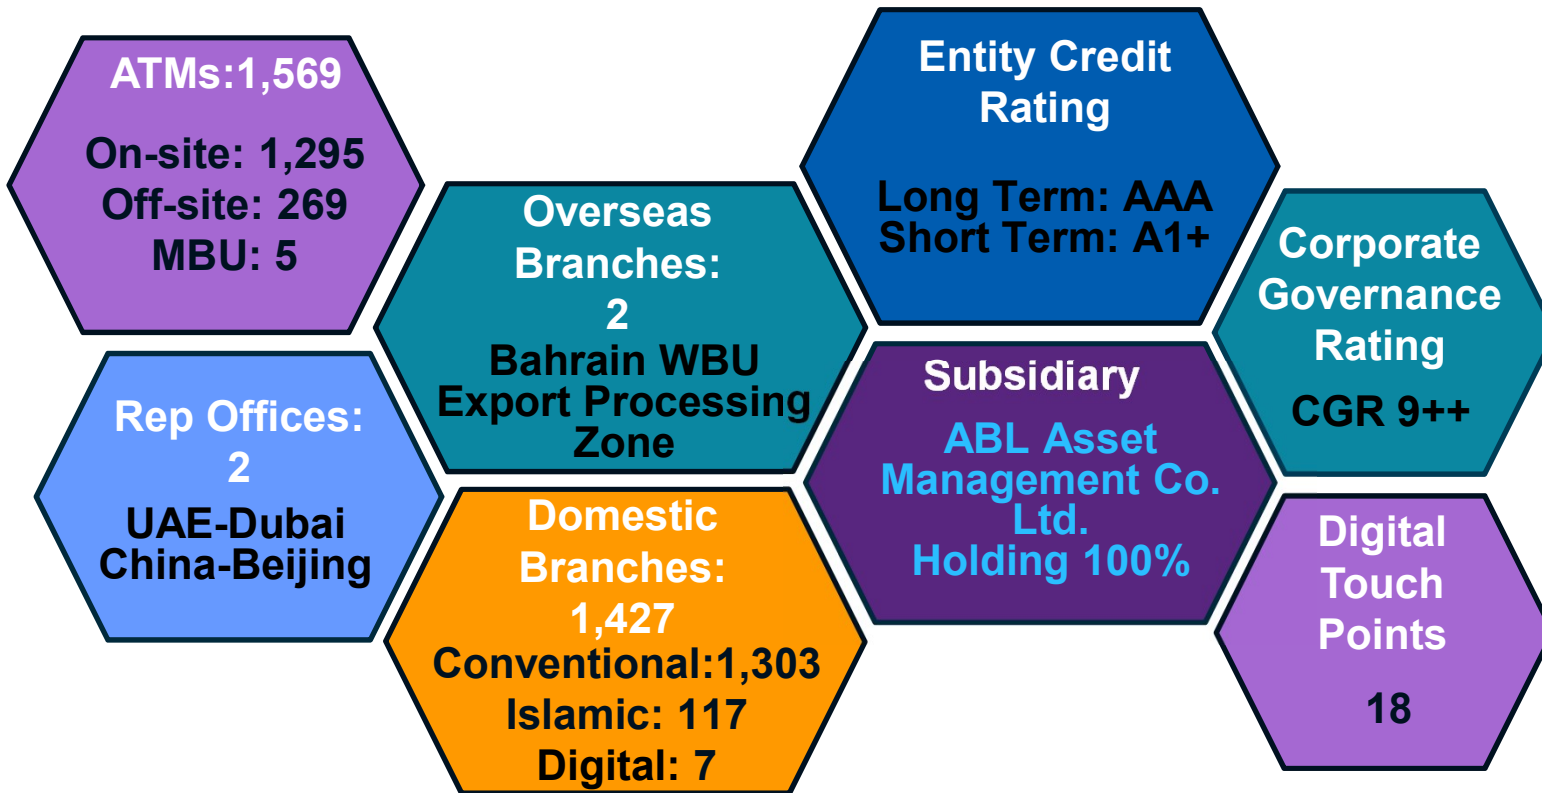 ATMs:1,569
On-site: 1,295
Off-site: 269
MBU: 5
Rep Offices:
2
UAE-Dubai
China-Beijing
Overseas
Branches:
2
Bahrain WBU
Export Processing
Zone
Domestic
Branches:
1,427
Conventional:1,303
Islamic: 117
Digital: 7
Entity Credit
Rating
Long Term: AAA
Short Term: A1+
Subsidiary
ABL Asset
Management Co.
Ltd.
Holding 100%
Corporate
Governance
Rating
CGR 9++
Digital
Touch
Points
18